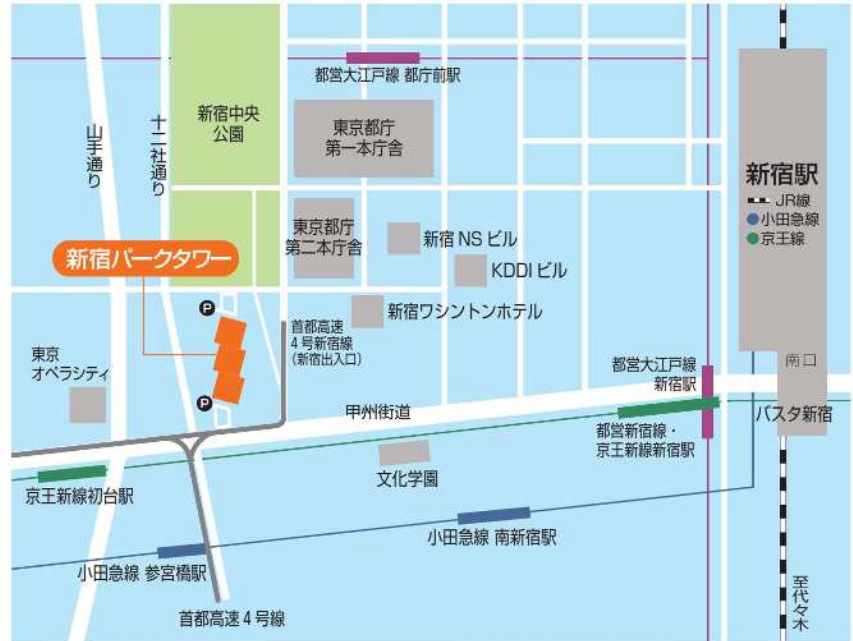 都営大江戸線 都庁前駅
新宿中央
公園
東京都庁
第一本庁舎
山手通り
十二社通り
新宿駅
JR線
小田急線
京王線
東京都庁
第二本庁舎
新宿 NS ビル
新宿パークタワー
KDDI ビル
P
新宿ワシントンホテル
首都高速
4号新宿線
(新宿出入口)
東京
オペラシティ
都営大江戸線
新宿駅
南口
P
甲州街道
バスタ新宿
都営新宿線・
京王新線新宿駅
文化学園
京王新線初台駅
小田急線 南新宿駅
小田急線 参宮橋駅
首都高速 4 号線
至代々木